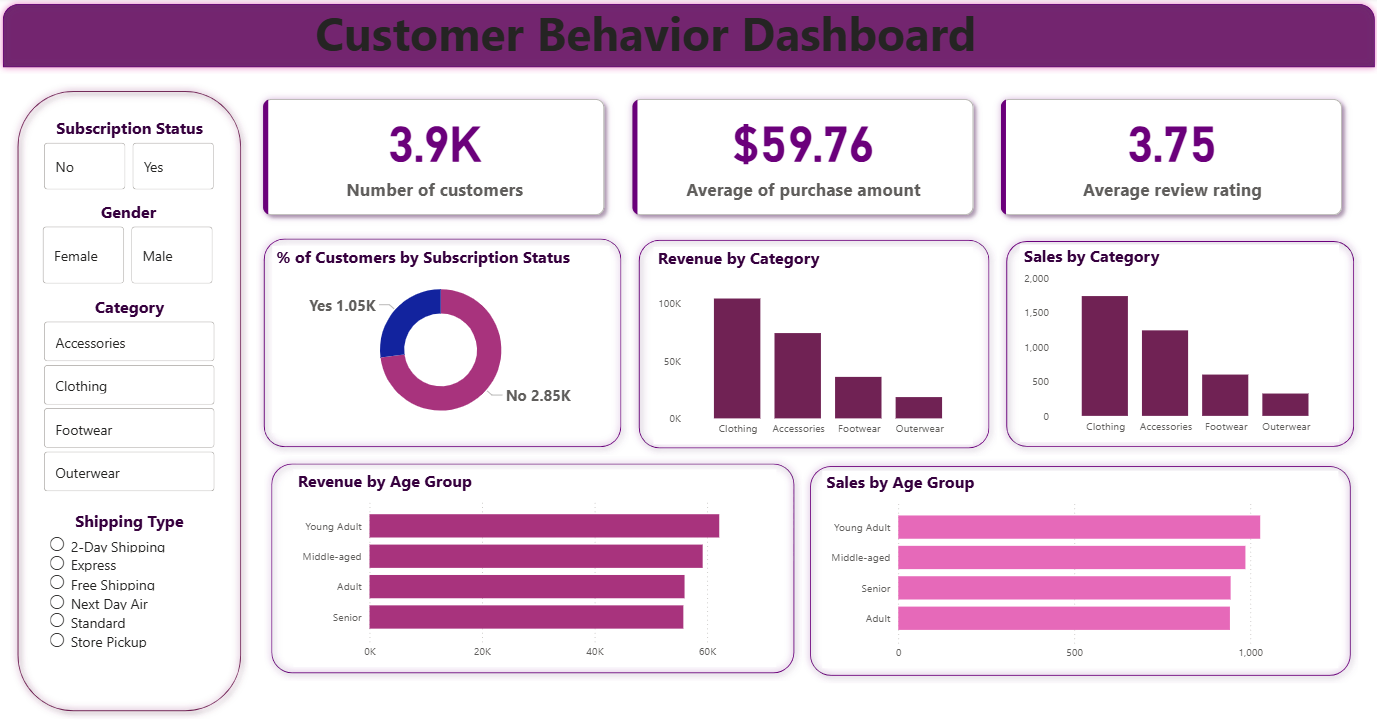 Customer Behavior Dashboard
Subscription Status
No
Yes
Gender
Female
Male
Category
Accessories
Clothing
Footwear
Outerwear
Shipping Type
2-Day Shipping
Express
Free Shipping
Next Day Air
Standard
Store Pickup
3.9K
Number of customers
$59.76
Average of purchase amount
3.75
Average review rating
% of Customers by Subscription Status
Yes 1.05K
No 2.85K
Revenue by Category
100K
50K
0K
Clothing Accessories Footwear Outerwear
Sales by Category
2,000
1,500
1,000
500
0
Clothing Accessories Footwear Outerwear
Revenue by Age Group
Young Adult
Middle-aged
Adult
Senior
0K 20K 40K 60K
Sales by Age Group
Young Adult
Middle-aged
Senior
Adult
0 500 1,000